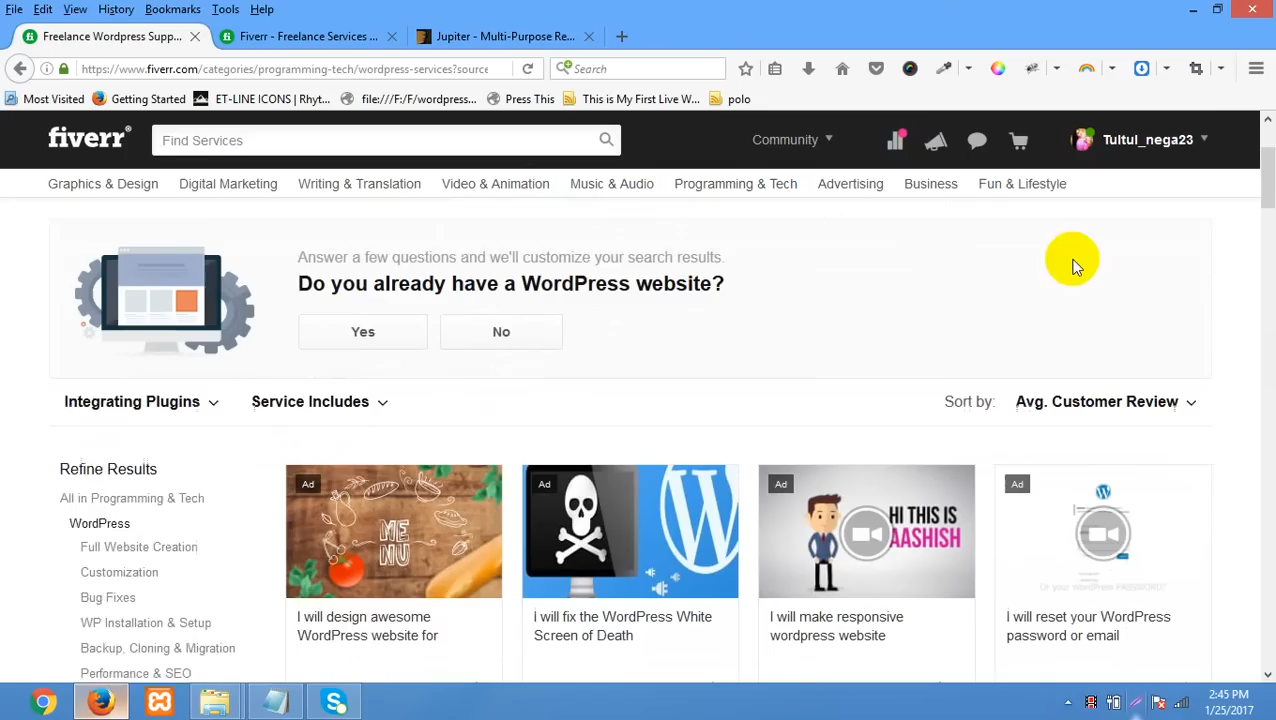 File Edit View History Bookmarks Tools Help
Freelance Wordpress Supp...
Fiverr - Freelance Services ...
Jupiter - Multi-Purpose Re...
https://www.fiverr.com/categories/programming-tech/wordpress-services?source
Search
Most Visited
Getting Started
ET-LINE ICONS | Rhyt...
file:///F:/F/wordpress...
Press This
This is My First Live W...
polo
fiverr
Find Services
Community
Tultul_nega23
Graphics & Design
Digital Marketing
Writing & Translation
Video & Animation
Music & Audio
Programming & Tech
Advertising
Business
Fun & Lifestyle
Answer a few questions and we'll customize your search results.
Do you already have a WordPress website?
Yes
No
Integrating Plugins
Service Includes
Sort by:
Avg. Customer Review
Refine Results
All in Programming & Tech
WordPress
Full Website Creation
Customization
Bug Fixes
WP Installation & Setup
Backup, Cloning & Migration
Performance & SEO
Ad
MENU
I will design awesome
WordPress website for
Ad
I will fix the WordPress White
Screen of Death
Ad
HI THIS IS
AASHISH
I will make responsive
wordpress website
Ad
Or your WordPress PASSWORD?
I will reset your WordPress
password or email
2:45 PM
1/25/2017